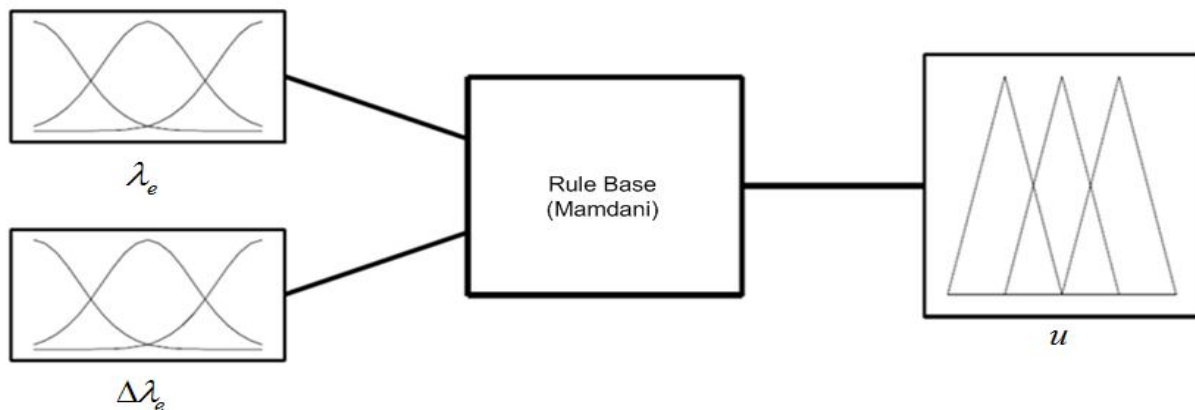 λₑ
Rule Base
(Mamdani)
u
Δλₑ